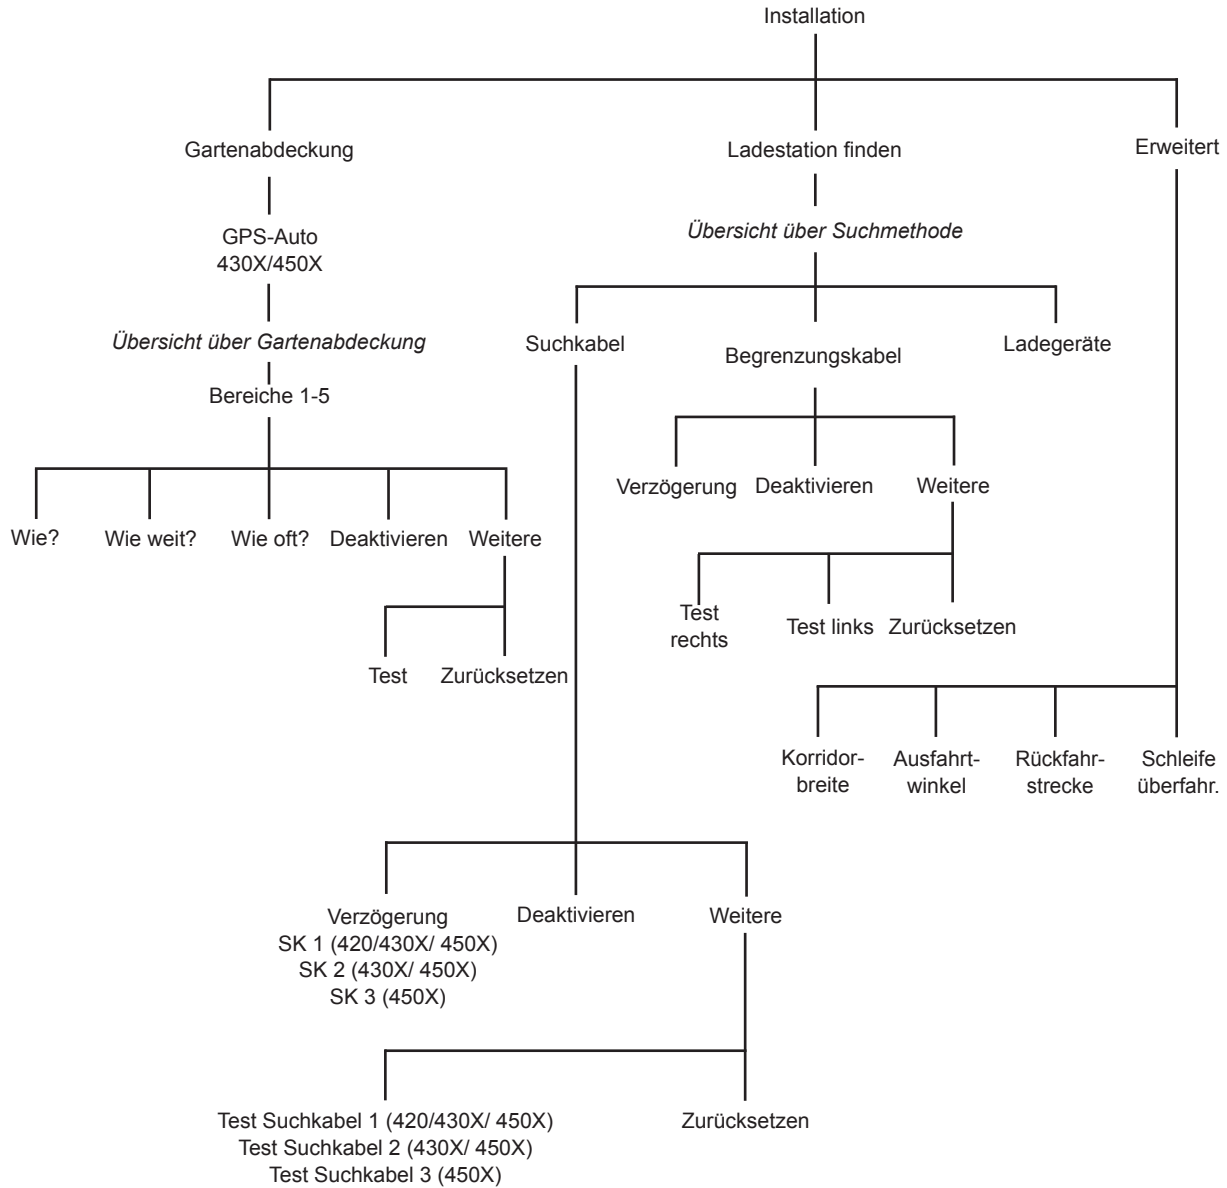 Installation
Gartenabdeckung
Ladestation finden
Erweitert
GPS-Auto
430X/450X
Übersicht über Suchmethode
Übersicht über Gartenabdeckung
Suchkabel
Begrenzungskabel
Ladegeräte
Bereiche 1-5
Verzögerung
Deaktivieren
Weitere
Wie?
Wie weit?
Wie oft?
Deaktivieren
Weitere
Test
rechts
Test links
Zurücksetzen
Test
Zurücksetzen
Korridor-
breite
Ausfahrt-
winkel
Rückfahr-
strecke
Schleife
überfahr.
Verzögerung
SK 1 (420/430X/ 450X)
SK 2 (430X/ 450X)
SK 3 (450X)
Deaktivieren
Weitere
Test Suchkabel 1 (420/430X/ 450X)
Test Suchkabel 2 (430X/ 450X)
Test Suchkabel 3 (450X)
Zurücksetzen